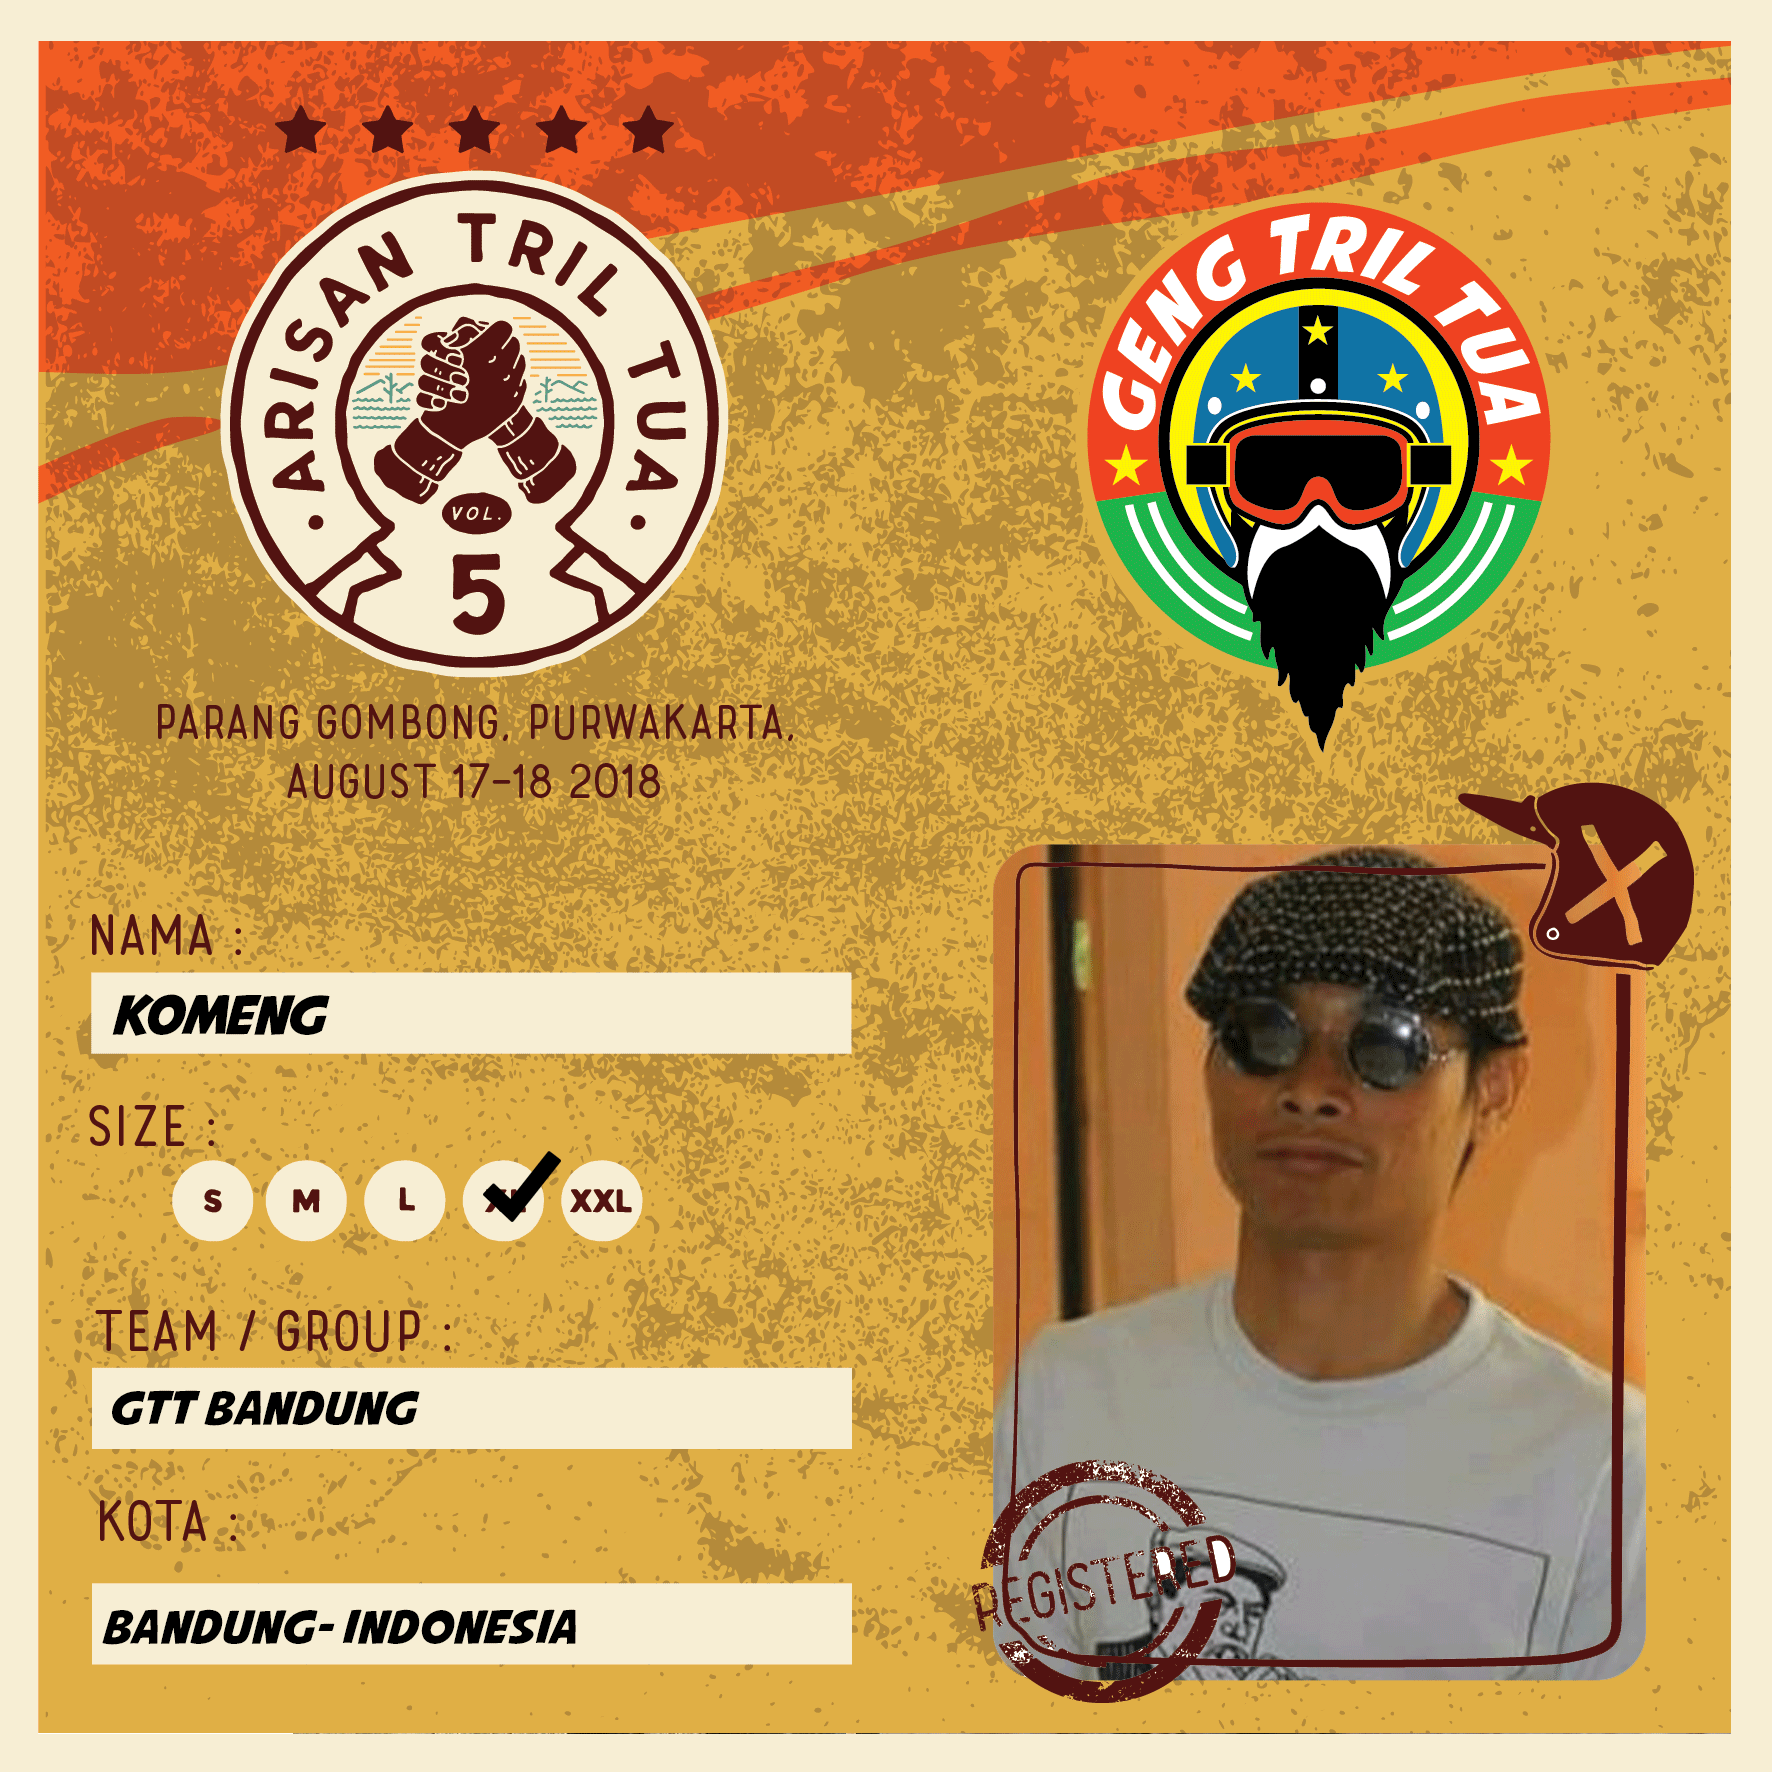 ARISAN TRIL TUA
VOL.
5
PARANG GOMBONG, PURWAKARTA,
AUGUST 17-18 2018
GENG TRIL TUA
NAMA :
KOMENG
SIZE :
S M L XL XXL
TEAM / GROUP :
GTT BANDUNG
KOTA :
BANDUNG- INDONESIA
REGISTERED